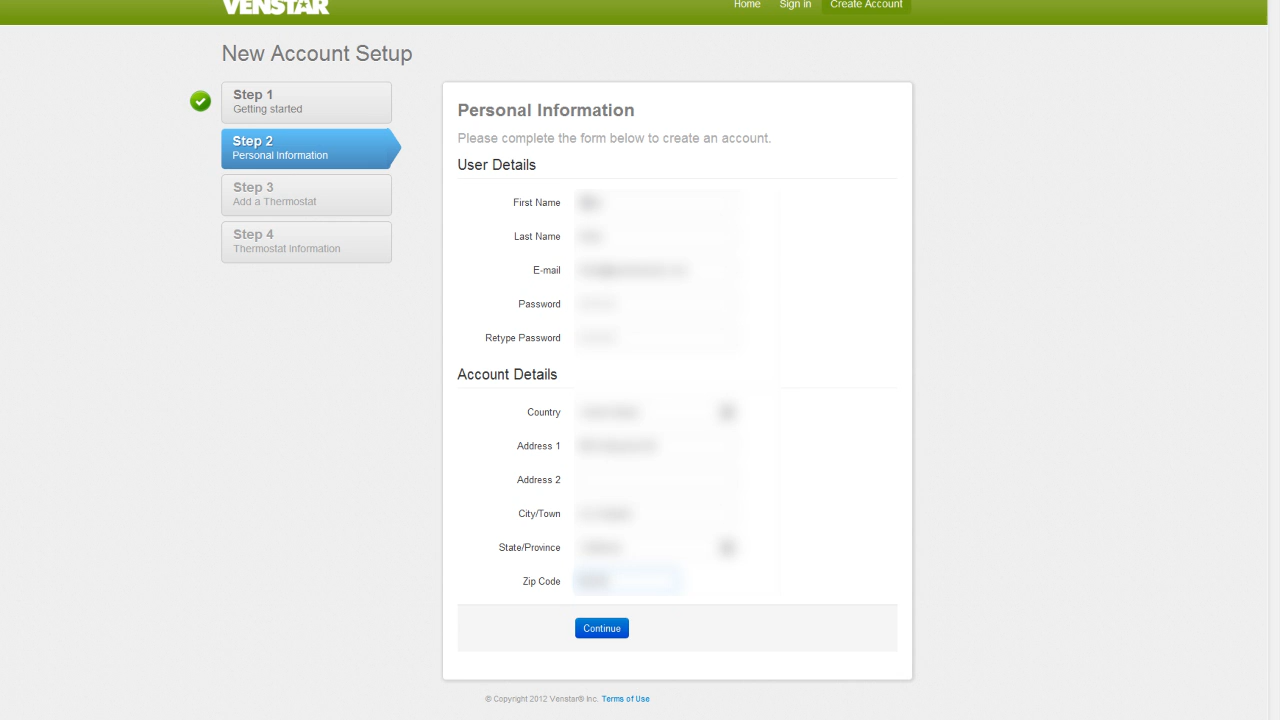 VENSTAR
Home Sign In Create Account
New Account Setup
Step 1
Getting started
Step 2
Personal Information
Step 3
Add a Thermostat
Step 4
Thermostat Information
Personal Information
Please complete the form below to create an account.
User Details
First Name
Last Name
E-mail
Password
Retype Password
Account Details
Country
Address 1
Address 2
City/Town
State/Province
Zip Code
Continue
© Copyright 2012 Venstar® Inc. Terms of Use